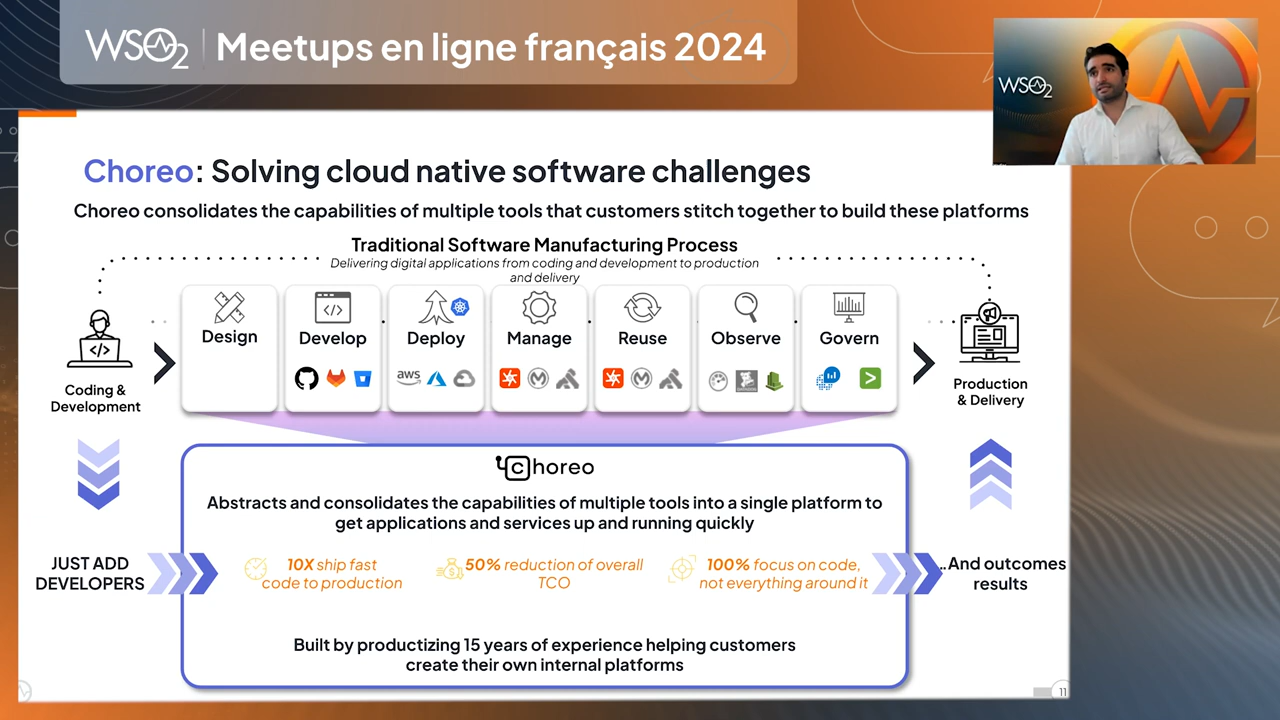 WSO2 Meetups en ligne français 2024
WSO2
Choreo: Solving cloud native software challenges
Choreo consolidates the capabilities of multiple tools that customers stitch together to build these platforms
Traditional Software Manufacturing Process
Delivering digital applications from coding and development to production
and delivery
Design
Develop
Deploy
Manage
Reuse
Observe
Govern
aws
Coding &
Development
Production
& Delivery
choreo
Abstracts and consolidates the capabilities of multiple tools into a single platform to
get applications and services up and running quickly
JUST ADD
DEVELOPERS
10X ship fast
code to production
50% reduction of overall
TCO
100% focus on code,
not everything around it
..And outcomes
results
Built by productizing 15 years of experience helping customers
create their own internal platforms
11